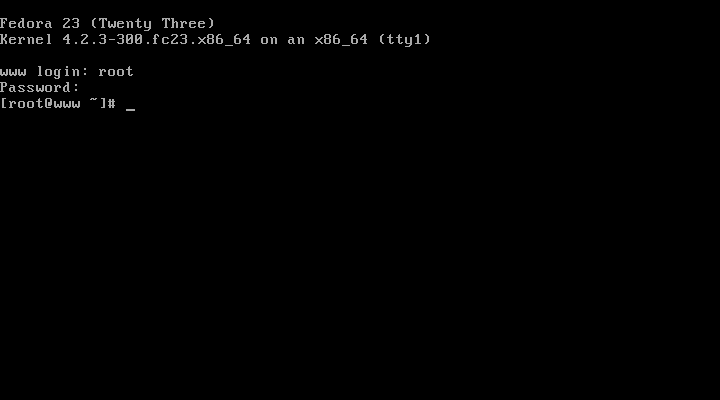 Fedora 23 (Twenty Three)
Kernel 4.2.3-300.fc23.x86_64 on an x86_64 (tty1)
www login: root
Password:
[root@www ~]# _